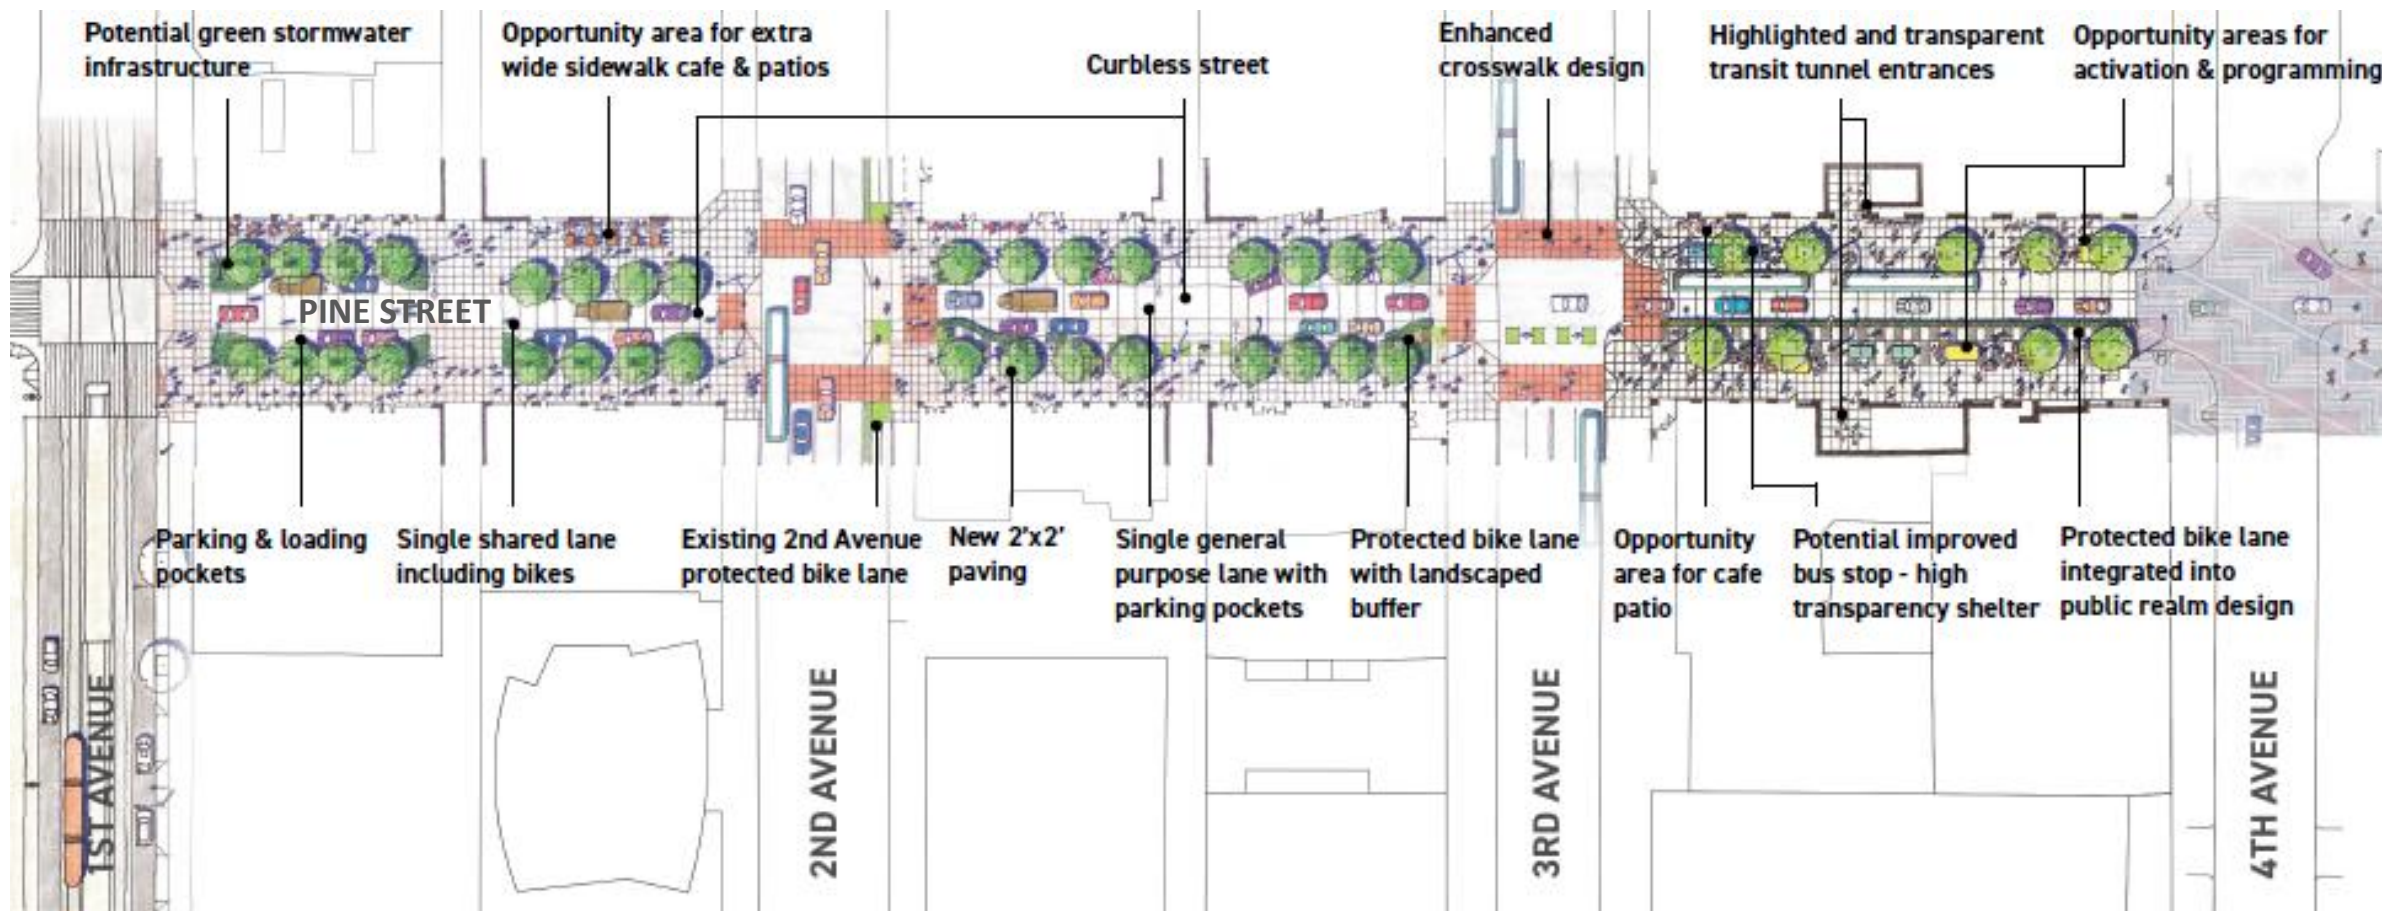 Potential green stormwater
infrastructure
Opportunity area for extra
wide sidewalk cafe & patios
Curbless street
Enhanced
crosswalk design
Highlighted and transparent
transit tunnel entrances
Opportunity areas for
activation & programming
PINE STREET
Parking & loading
pockets
Single shared lane
including bikes
Existing 2nd Avenue
protected bike lane
New 2'x2'
paving
Single general
purpose lane with
parking pockets
Protected bike lane
with landscaped
buffer
Opportunity
area for cafe
patio
Potential improved
bus stop - high
transparency shelter
Protected bike lane
integrated into
public realm design
1ST AVENUE
2ND AVENUE
3RD AVENUE
4TH AVENUE